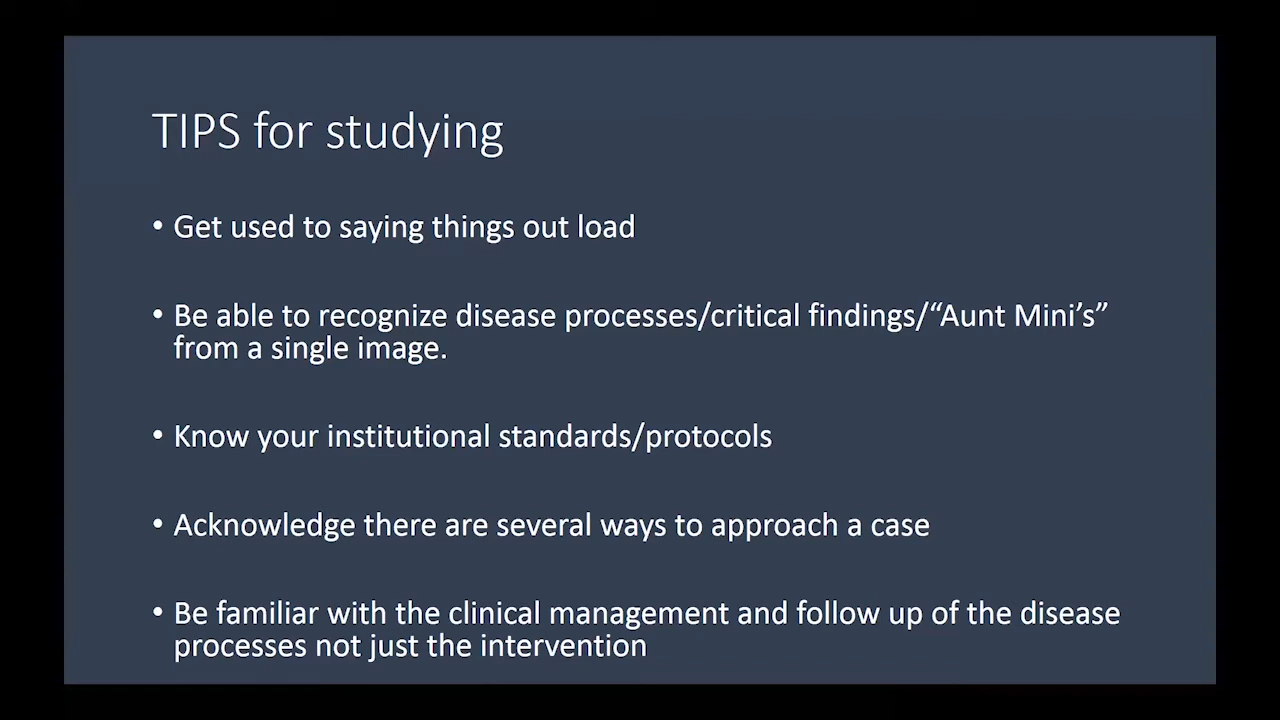 TIPS for studying
• Get used to saying things out load
• Be able to recognize disease processes/critical findings/“Aunt Mini’s”
from a single image.
• Know your institutional standards/protocols
• Acknowledge there are several ways to approach a case
• Be familiar with the clinical management and follow up of the disease
processes not just the intervention